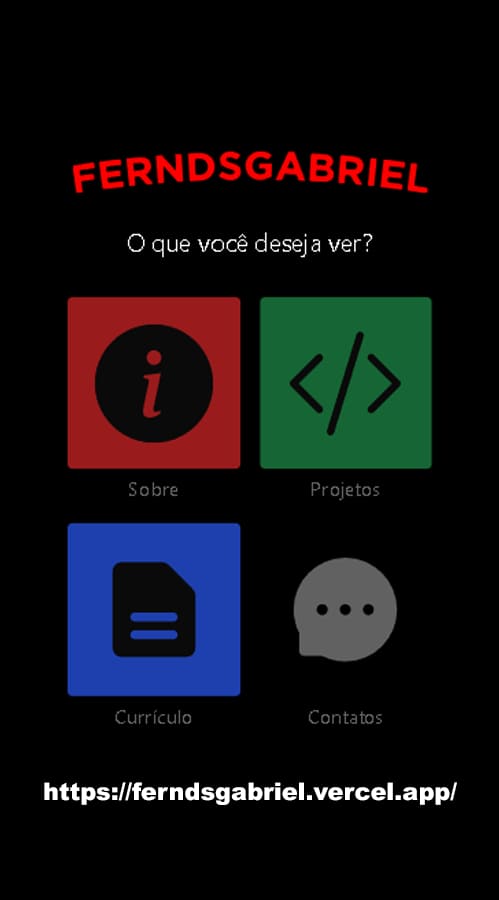 FERNDSGABRIEL
O que você deseja ver?
Sobre
Projetos
Currículo
Contatos
https://ferndsgabriel.vercel.app/